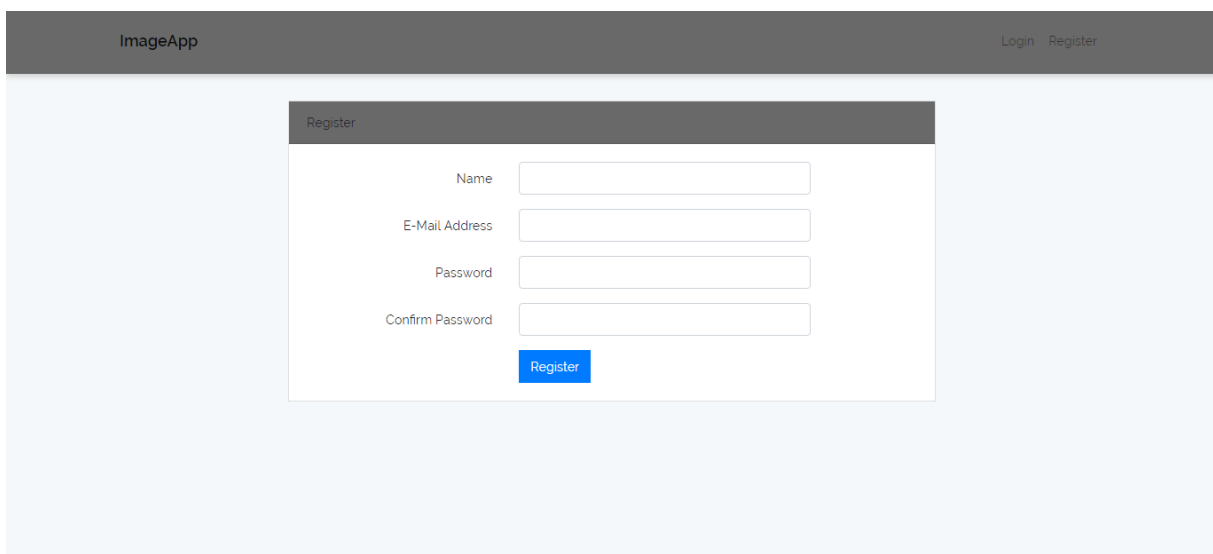 ImageApp
Login Register
Register
Name
E-Mail Address
Password
Confirm Password
Register